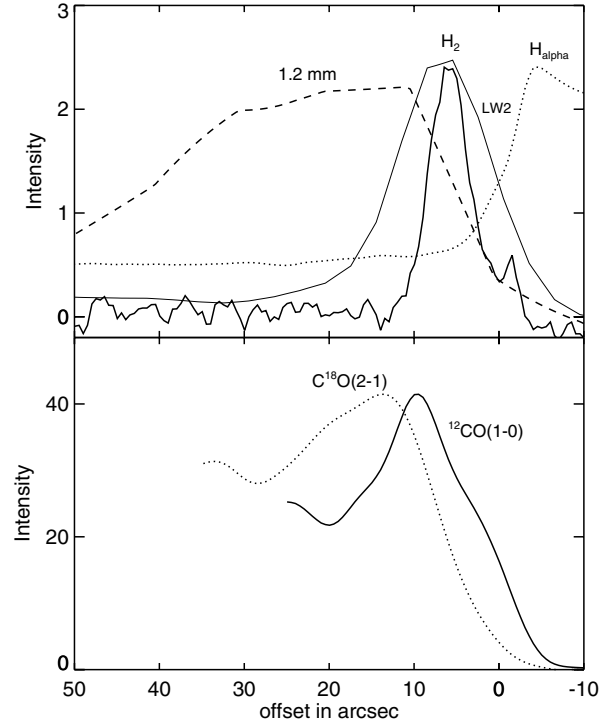 3
H₂
H_alpha
1.2 mm
LW2
2
Intensity
1
0
C¹⁸O(2-1)
40
¹²CO(1-0)
Intensity
20
0
50 40 30 20 10 0 -10
offset in arcsec